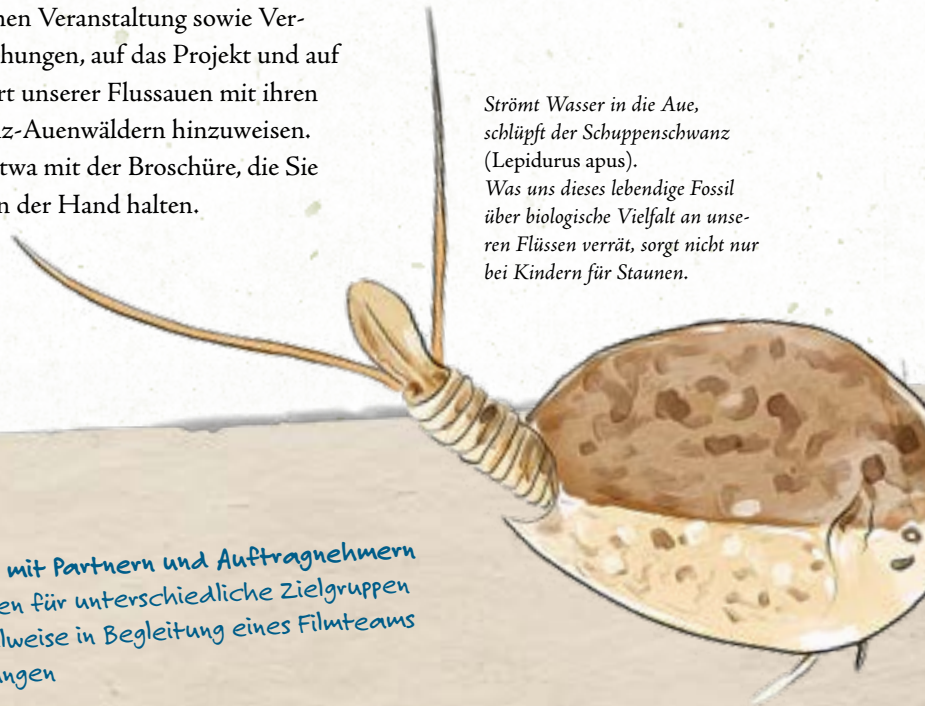 nen Veranstaltung sowie Ver-
hungen, auf das Projekt und auf
rt unserer Flussauen mit ihren
z-Auenwäldern hinzuweisen.
twa mit der Broschüre, die Sie
n der Hand halten.
Strömt Wasser in die Aue,
schlüpft der Schuppenschwanz
(Lepidurus apus).
Was uns dieses lebendige Fossil
über biologische Vielfalt an unse-
ren Flüssen verrät, sorgt nicht nur
bei Kindern für Staunen.
mit Partnern und Auftragnehmern
en für unterschiedliche Zielgruppen
lweise in Begleitung eines Filmteams
ngen